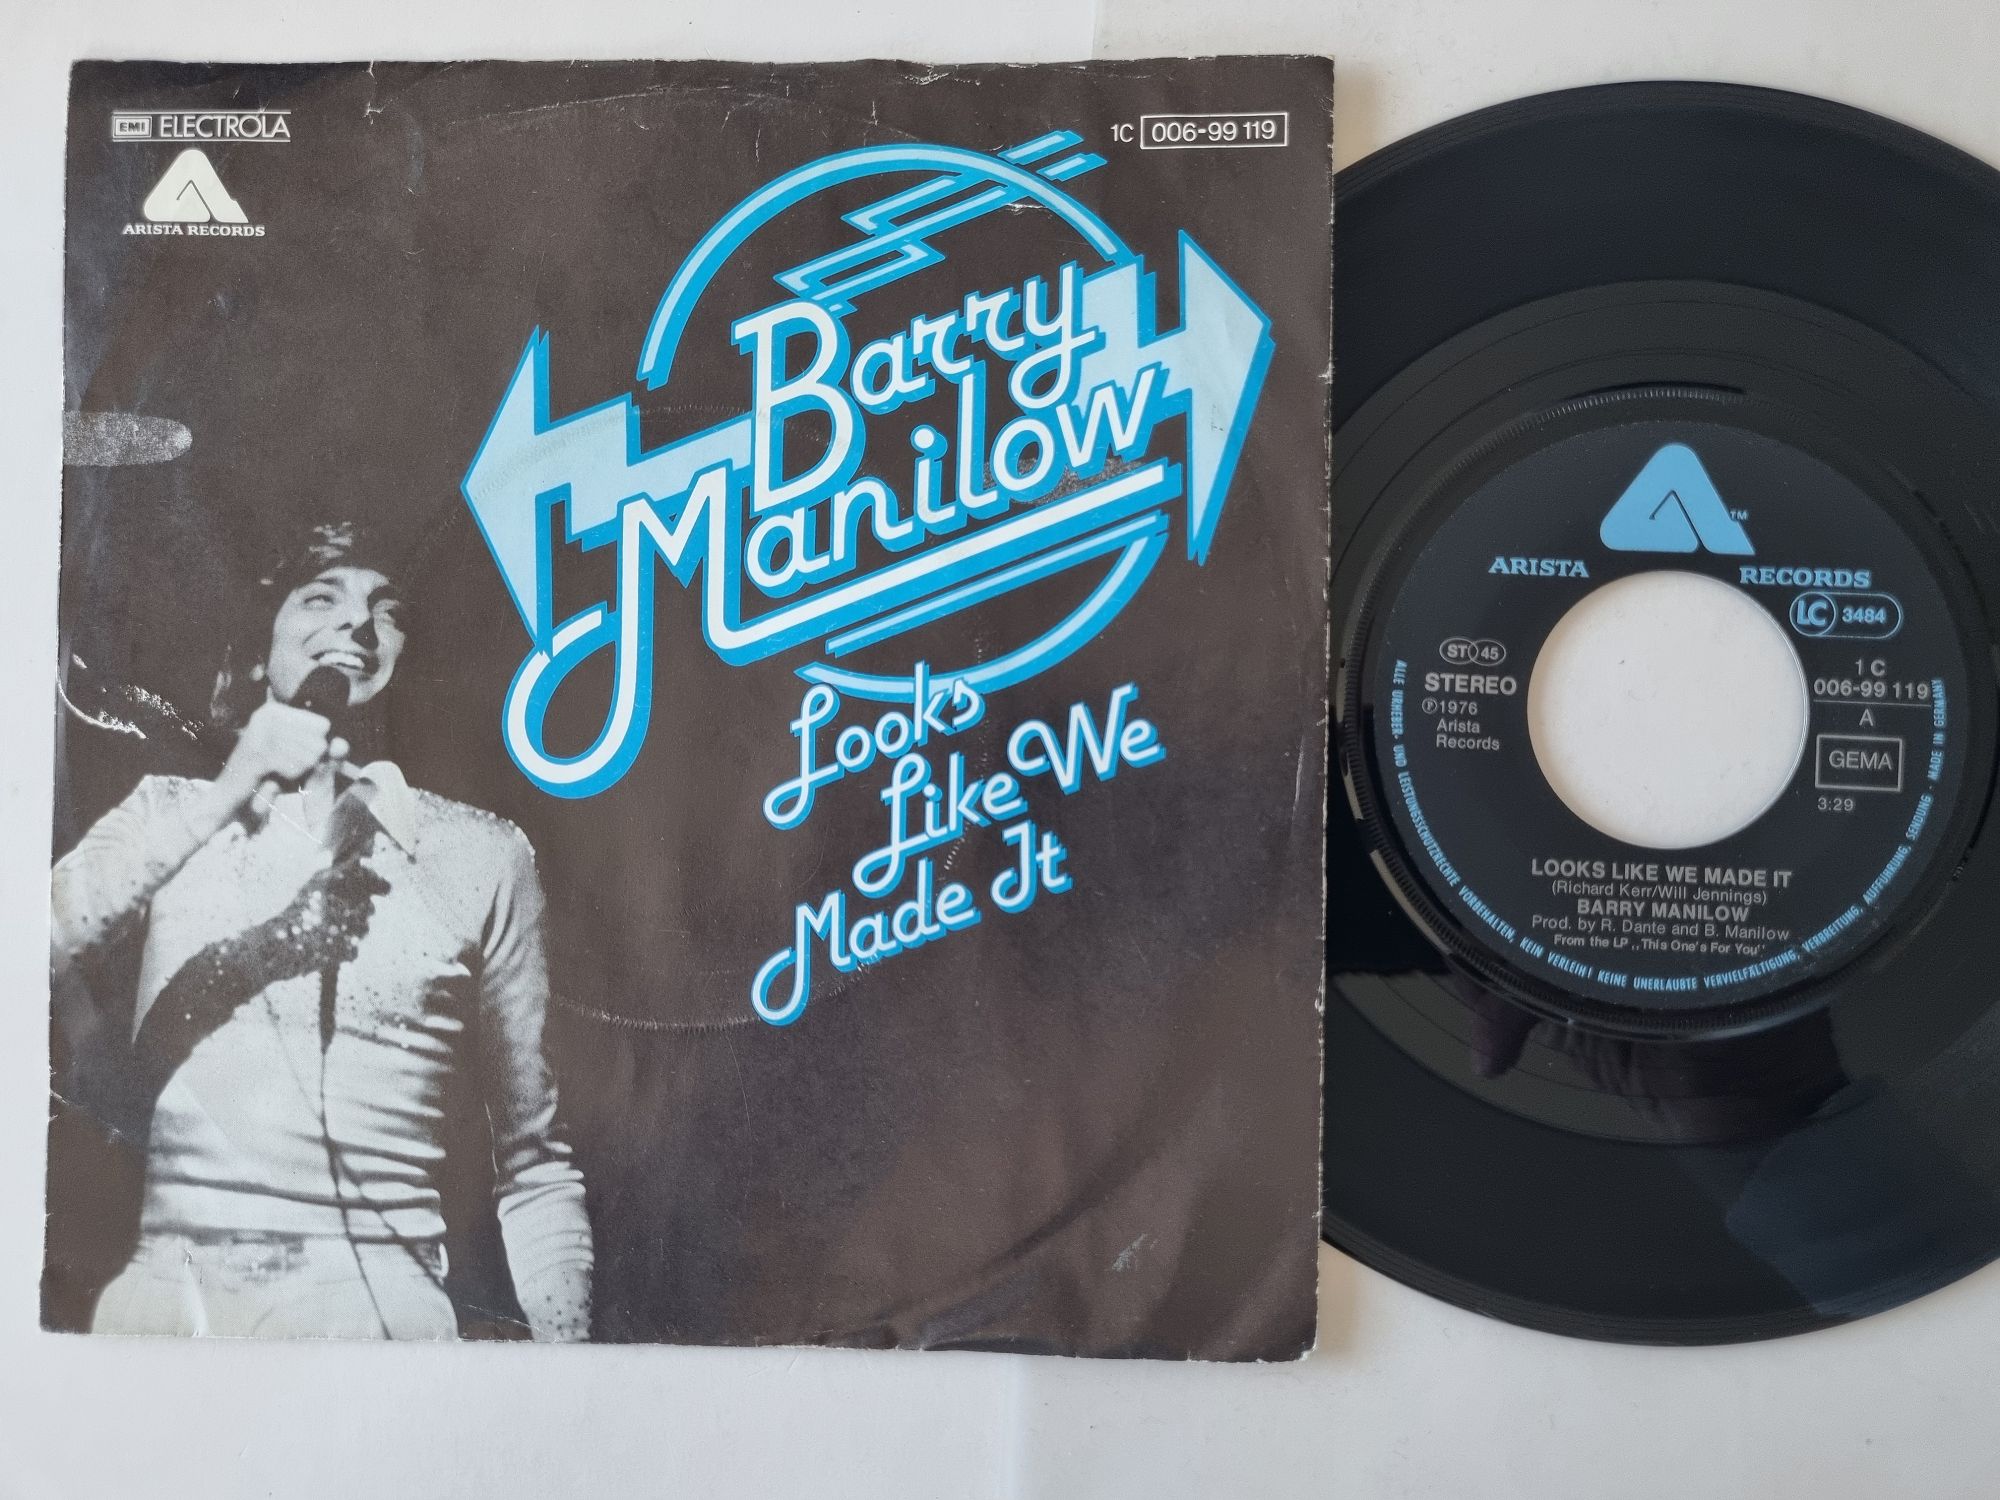 EMI ELECTROLA
ARISTA RECORDS
1C 006-99 119
Barry
Manilow
Looks
Like We
Made It
TM
ARISTA RECORDS
LC 3484
ST 45
STEREO
℗1976
Arista
Records
1 C
006-99 119
A
GEMA
3:29
LOOKS LIKE WE MADE IT
(Richard Kerr/Will Jennings)
BARRY MANILOW
Prod. by R. Dante and B. Manilow
From the LP „This One's For You"
ALLE URHEBER- UND LEISTUNGSSCHUTZRECHTE VORBEHALTEN, KEIN VERLEIH! KEINE UNERLAUBTE VERVIELFÄLTIGUNG, VERBREITUNG, AUFFÜHRUNG, SENDUNG · MADE IN GERMANY